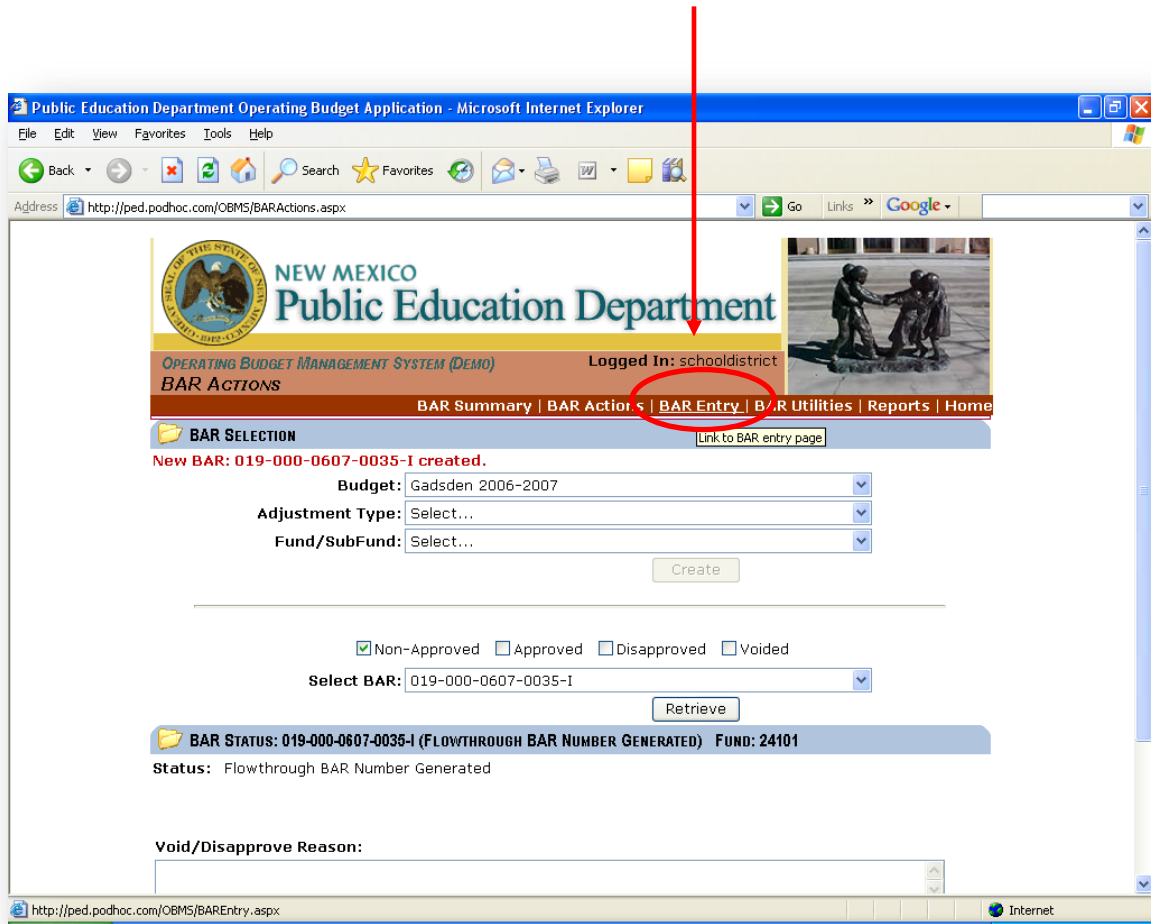 Public Education Department Operating Budget Application - Microsoft Internet Explorer
File Edit View Favorites Tools Help
Back Search Favorites
Address http://ped.podhoc.com/OBMS/BARActions.aspx Go Links » Google
NEW MEXICO
Public Education Department
OPERATING BUDGET MANAGEMENT SYSTEM (DEMO) Logged In: schooldistrict
BAR ACTIONS
BAR Summary | BAR Actions | BAR Entry | BAR Utilities | Reports | Home
BAR SELECTION Link to BAR entry page
New BAR: 019-000-0607-0035-I created.
Budget: Gadsden 2006-2007
Adjustment Type: Select...
Fund/SubFund: Select...
Create
Non-Approved Approved Disapproved Voided
Select BAR: 019-000-0607-0035-I
Retrieve
BAR STATUS: 019-000-0607-0035-I (FLOWTHROUGH BAR NUMBER GENERATED) FUND: 24101
Status: Flowthrough BAR Number Generated
Void/Disapprove Reason:
http://ped.podhoc.com/OBMS/BAREntry.aspx Internet